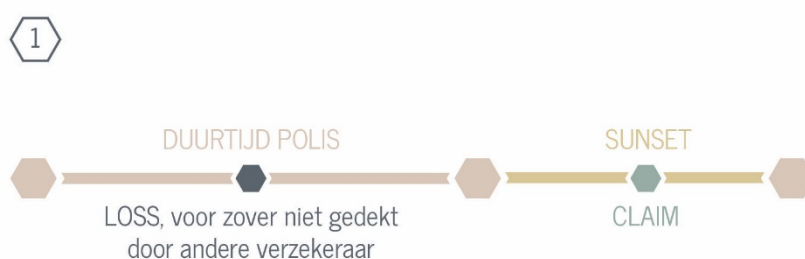 1
DUURTIJD POLIS
SUNSET
LOSS, voor zover niet gedekt
door andere verzekeraar
CLAIM